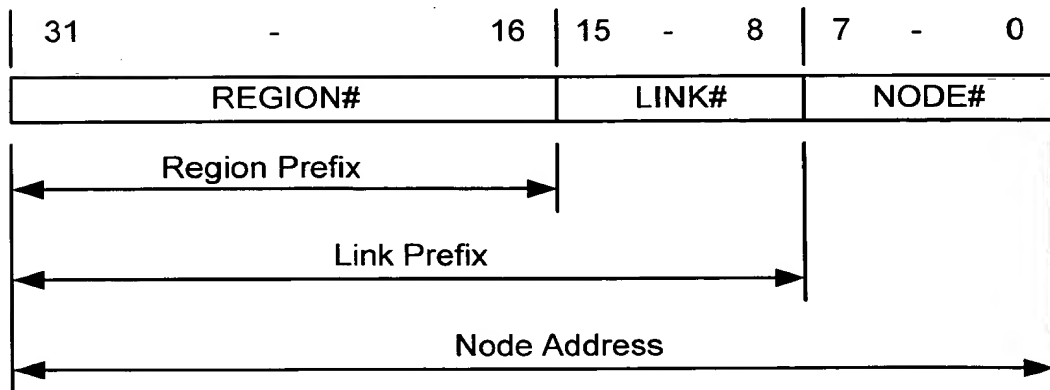 31 - 16 15 - 8 7 - 0
REGION# LINK# NODE#
Region Prefix
Link Prefix
Node Address